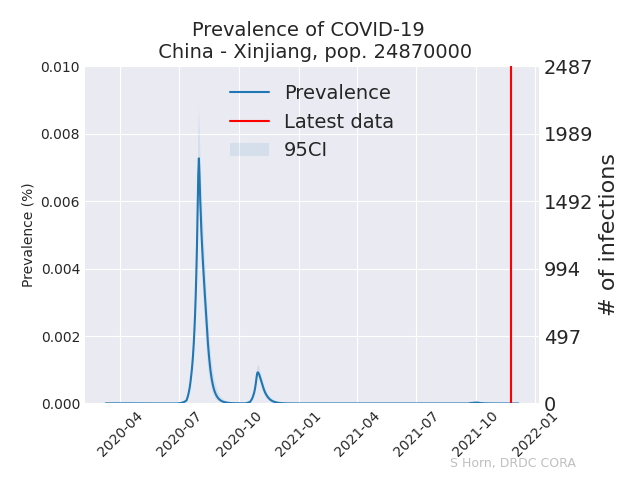 Prevalence of COVID-19
China - Xinjiang, pop. 24870000
0.010
0.008
0.006
0.004
0.002
0.000
Prevalence (%)
Prevalence
Latest data
95CI
2487
1989
1492
994
497
0
# of infections
2020-04
2020-07
2020-10
2021-01
2021-04
2021-07
2021-10
2022-01
S Horn, DRDC CORA